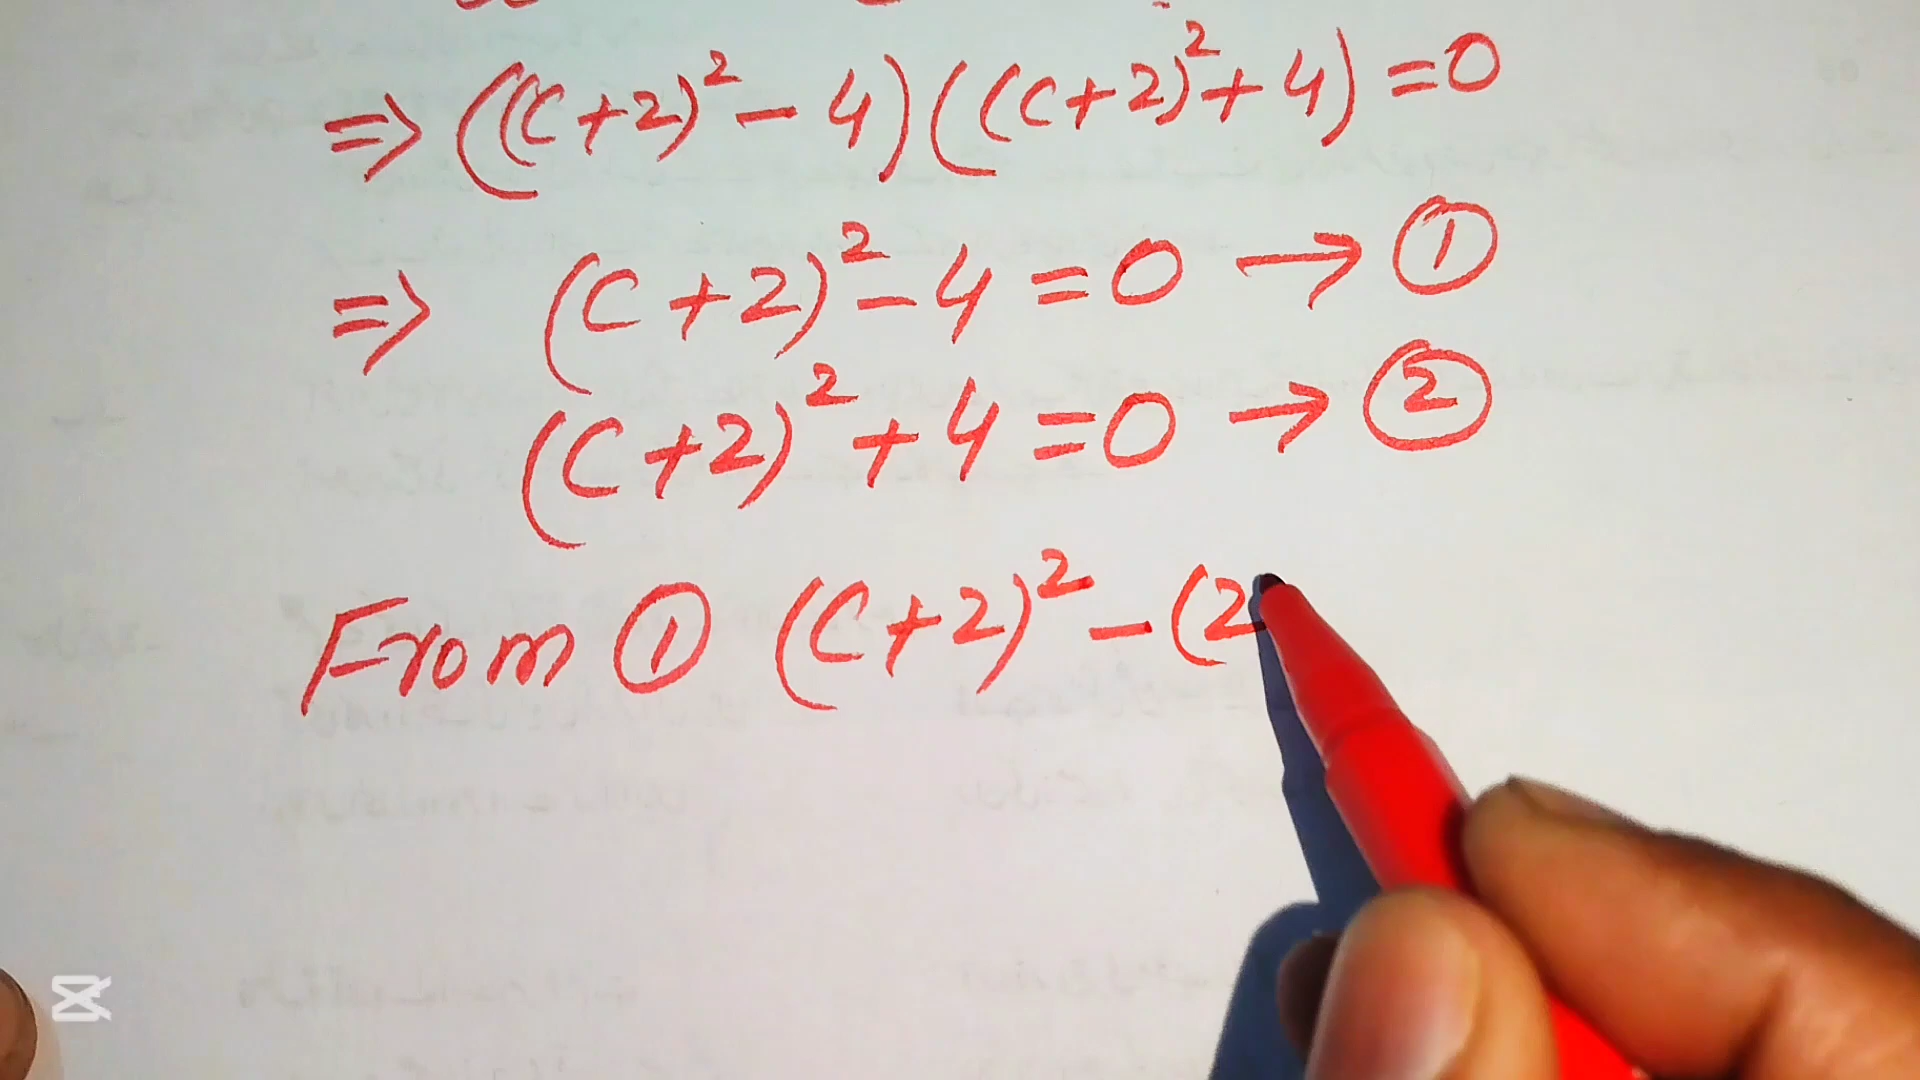 ⇒ ((C+2)² - 4) ((C+2)² + 4) = 0
⇒ (C+2)² - 4 = 0 → ①
(C+2)² + 4 = 0 → ②
From ① (C+2)² - (2